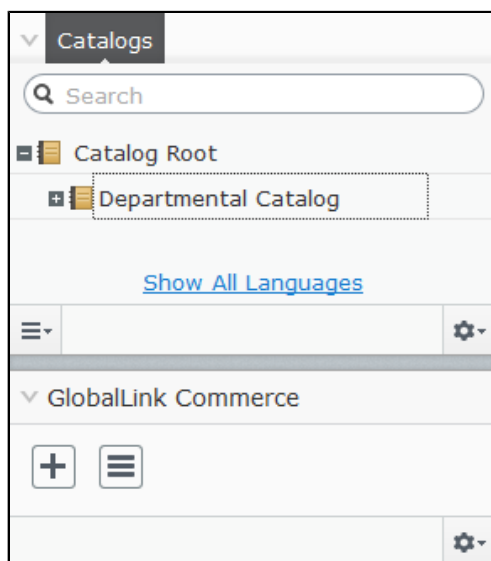 Catalogs
Search
Catalog Root
Departmental Catalog
Show All Languages
GlobalLink Commerce